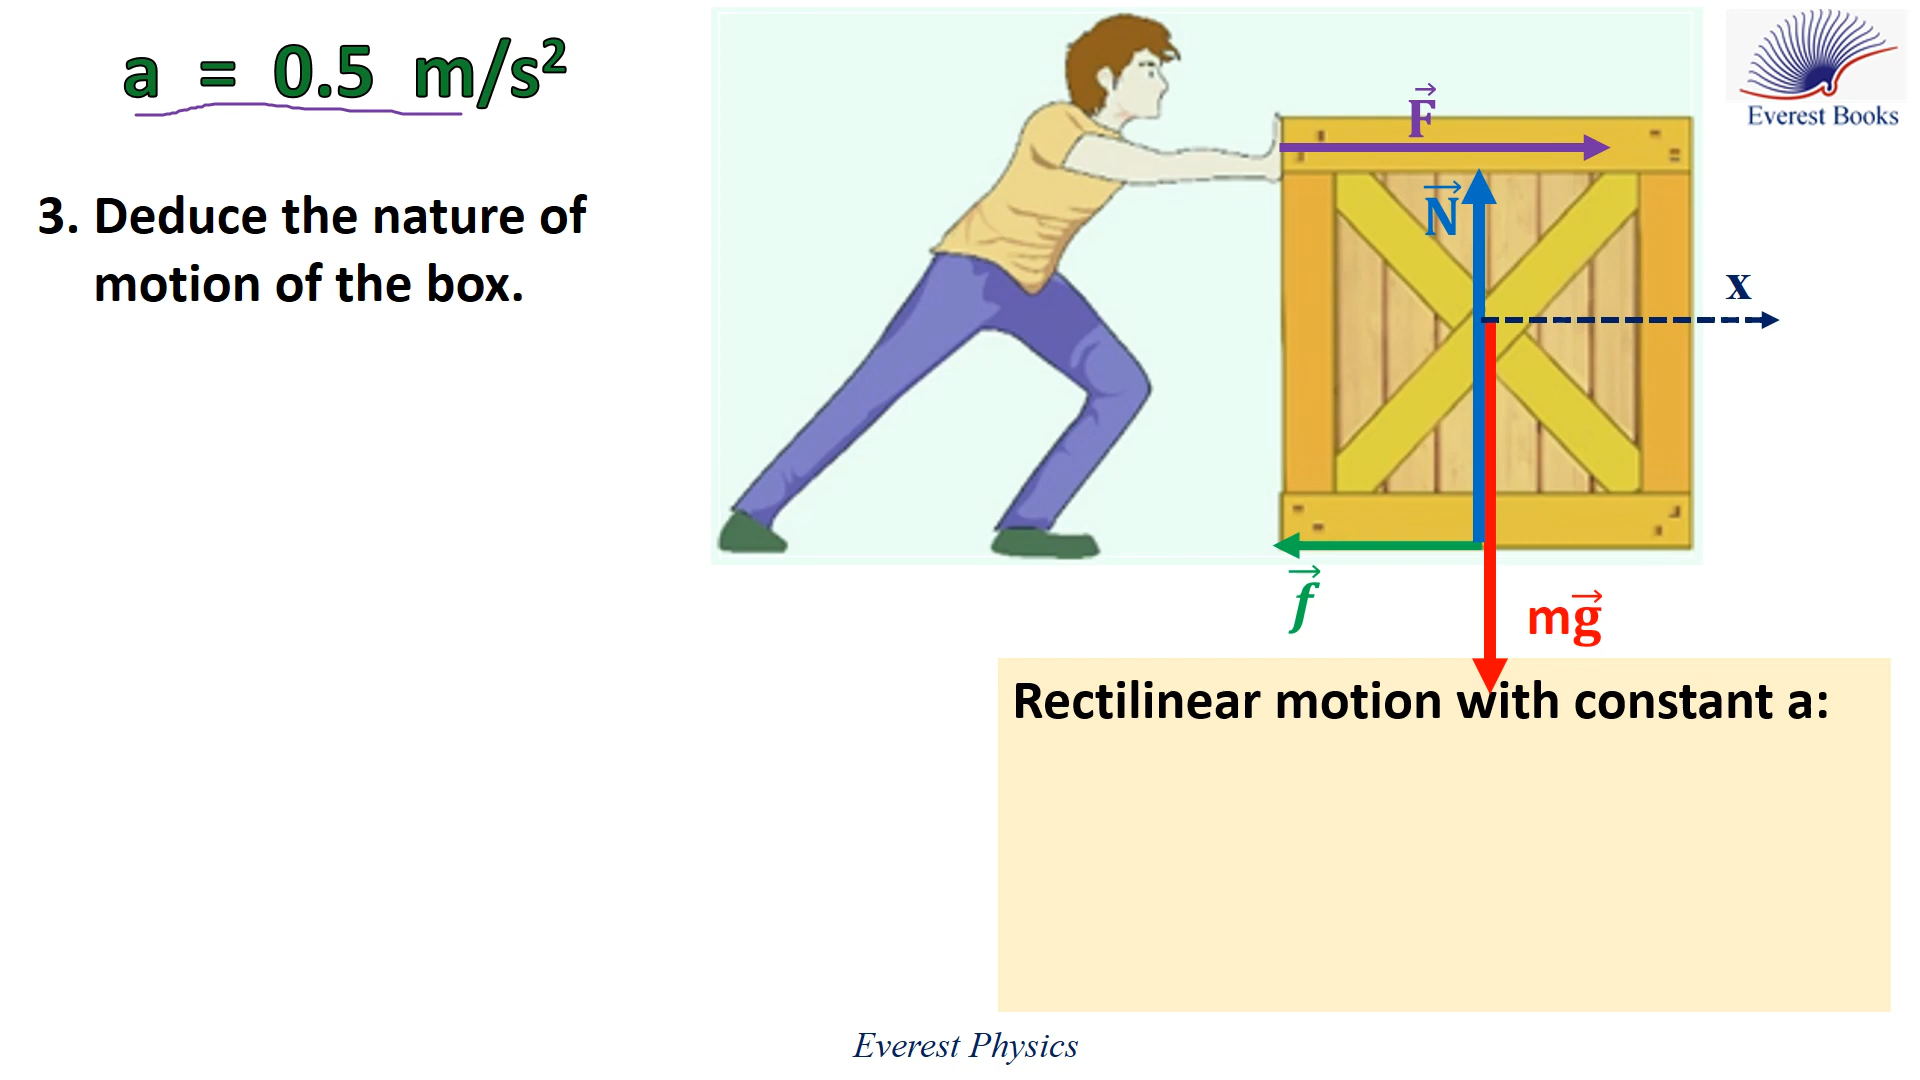 a = 0.5 m/s²
Everest Books
3. Deduce the nature of
motion of the box.
F⃗
N⃗
x
f⃗
mg⃗
Rectilinear motion with constant a:
Everest Physics